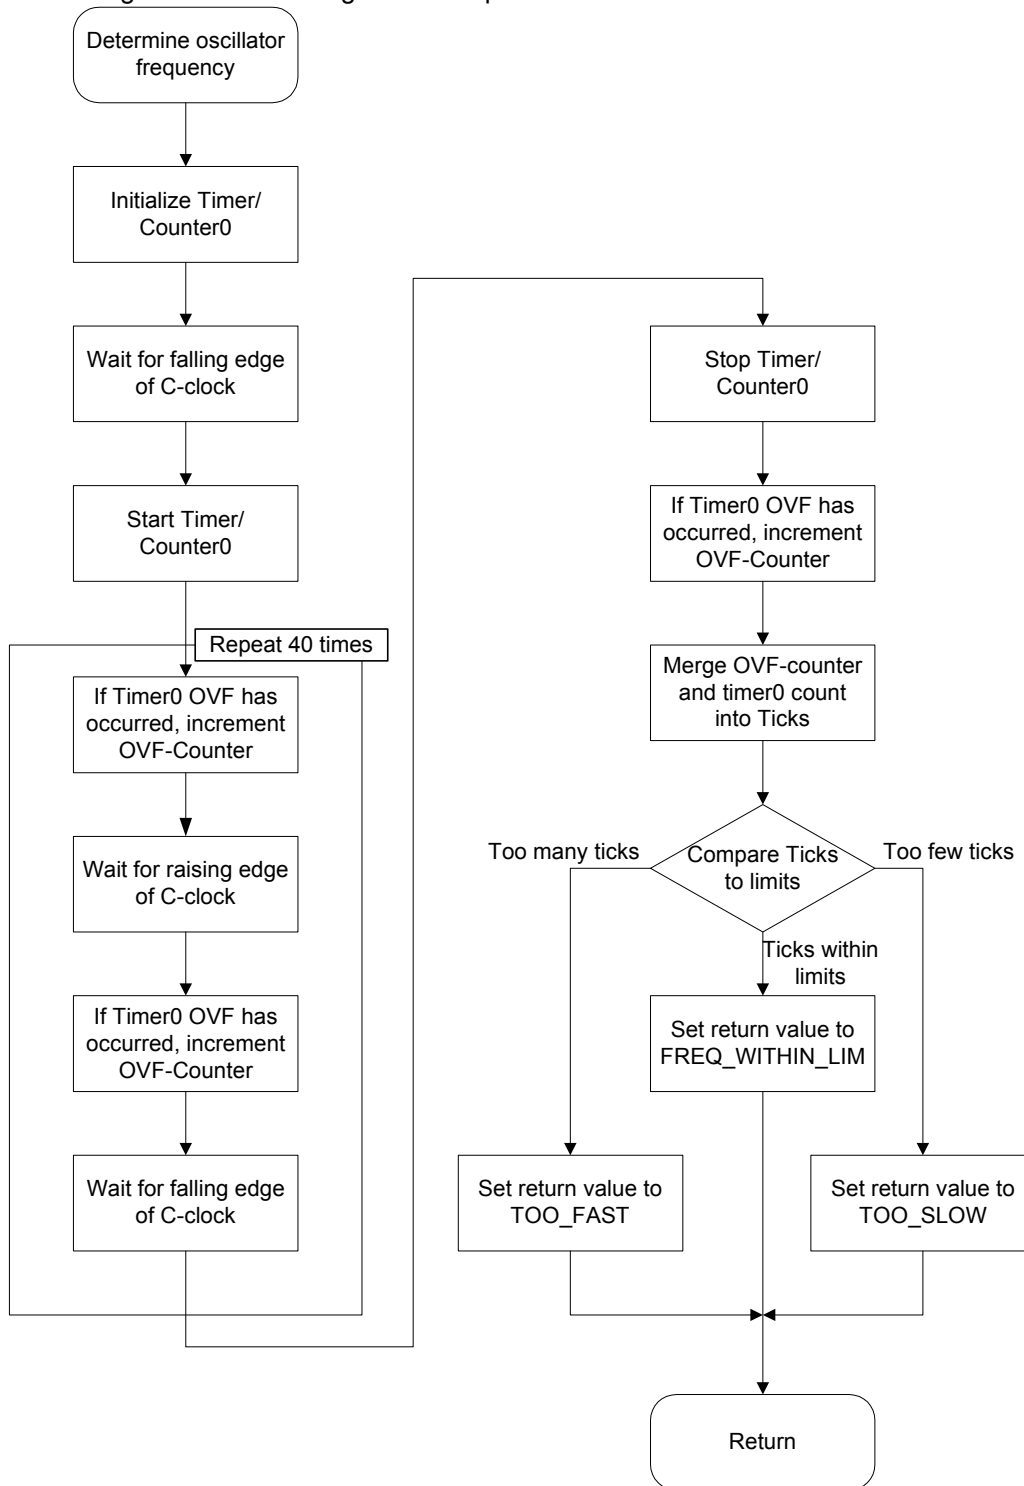 Determine oscillator
frequency
Initialize Timer/
Counter0
Wait for falling edge
of C-clock
Start Timer/
Counter0
Repeat 40 times
If Timer0 OVF has
occurred, increment
OVF-Counter
Wait for raising edge
of C-clock
If Timer0 OVF has
occurred, increment
OVF-Counter
Wait for falling edge
of C-clock
Stop Timer/
Counter0
If Timer0 OVF has
occurred, increment
OVF-Counter
Merge OVF-counter
and timer0 count
into Ticks
Too many ticks
Compare Ticks
to limits
Too few ticks
Ticks within
limits
Set return value to
FREQ_WITHIN_LIM
Set return value to
TOO_FAST
Set return value to
TOO_SLOW
Return